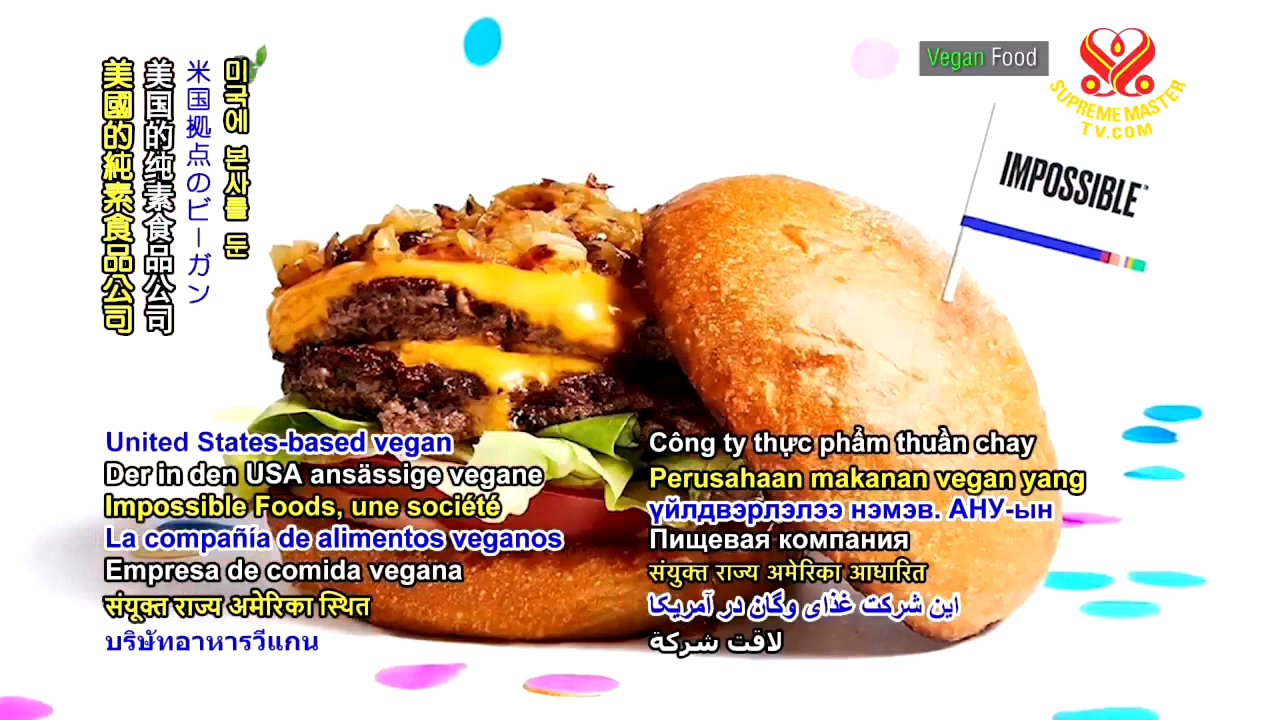 Vegan Food
SUPREME MASTER
TV.COM
IMPOSSIBLE™
美國的純素食品公司
美国的纯素食品公司
米国拠点のビーガン
미국에 본사를 둔
United States-based vegan
Der in den USA ansässige vegane
Impossible Foods, une société
La compañía de alimentos veganos
Empresa de comida vegana
संयूक्त राज्य अमेरिका स्थित
บริษัทอาหารวีแกน
Công ty thực phẩm thuần chay
Perusahaan makanan vegan yang
үйлдвэрлэлээ нэмэв. АНУ-ын
Пищевая компания
संयुक्त राज्य अमेरिका आधारित
این شرکت غذای وگان در آمریکا
لاقت شركة